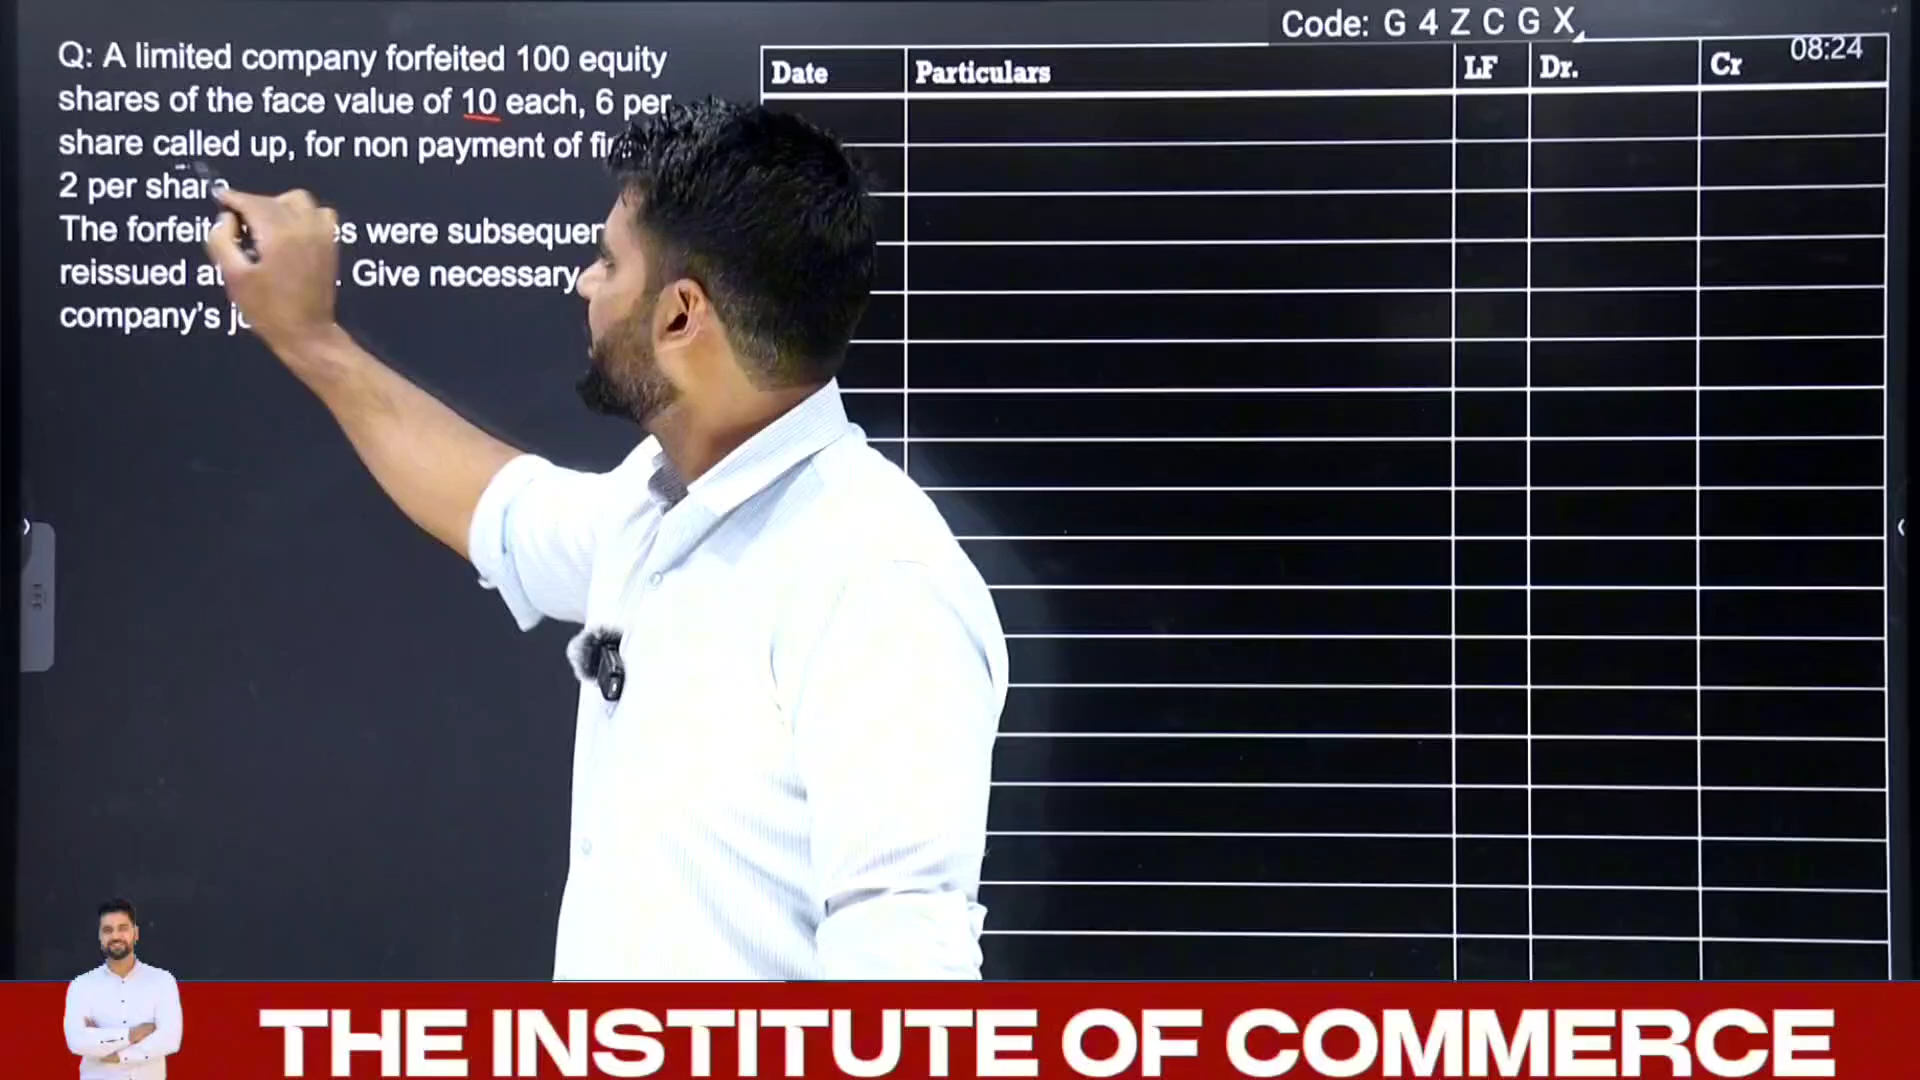 Code: G 4 Z C G X
08:24
Q: A limited company forfeited 100 equity
shares of the face value of 10 each, 6 per
share called up, for non payment of
2 per share
The were
reissued at . Give necessary
company's
Date Particulars LF Dr. Cr
THE INSTITUTE OF COMMERCE